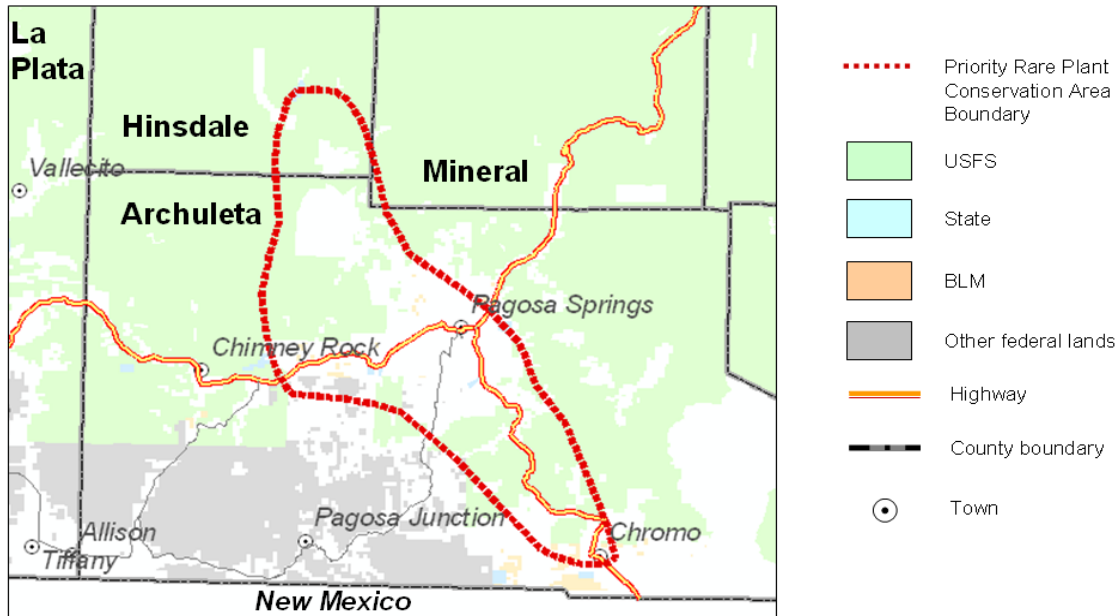 La
Plata
Hinsdale
Mineral
Vallecito
Archuleta
Pagosa Springs
Chimney Rock
Pagosa Junction
Chromo
Allison
Tiffany
New Mexico
Priority Rare Plant
Conservation Area
Boundary
USFS
State
BLM
Other federal lands
Highway
County boundary
Town